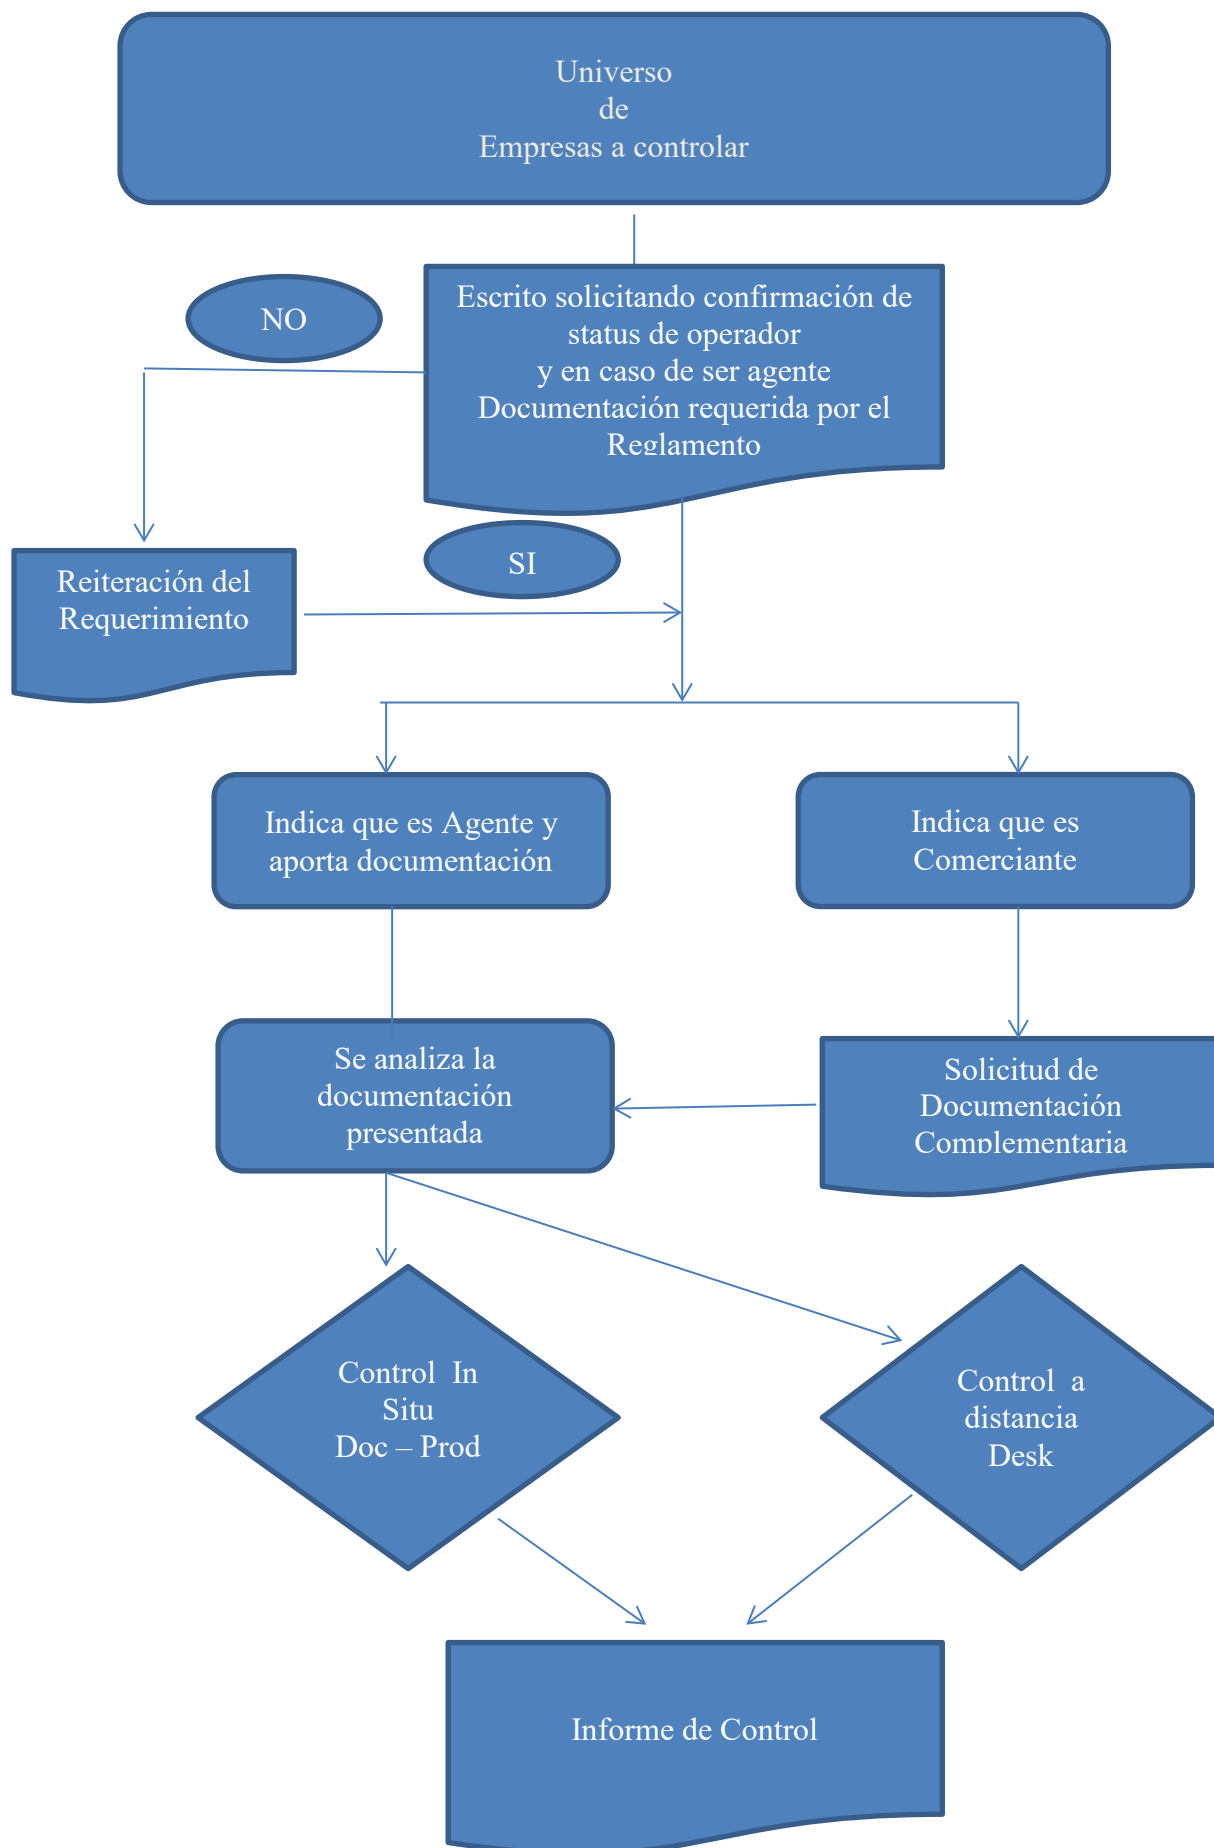 Universo
de
Empresas a controlar
NO
Escrito solicitando confirmación de
status de operador
y en caso de ser agente
Documentación requerida por el
Reglamento
SI
Reiteración del
Requerimiento
Indica que es Agente y
aporta documentación
Indica que es
Comerciante
Se analiza la
documentación
presentada
Solicitud de
Documentación
Complementaria
Control  In
Situ
Doc – Prod
Control  a
distancia
Desk
Informe de Control